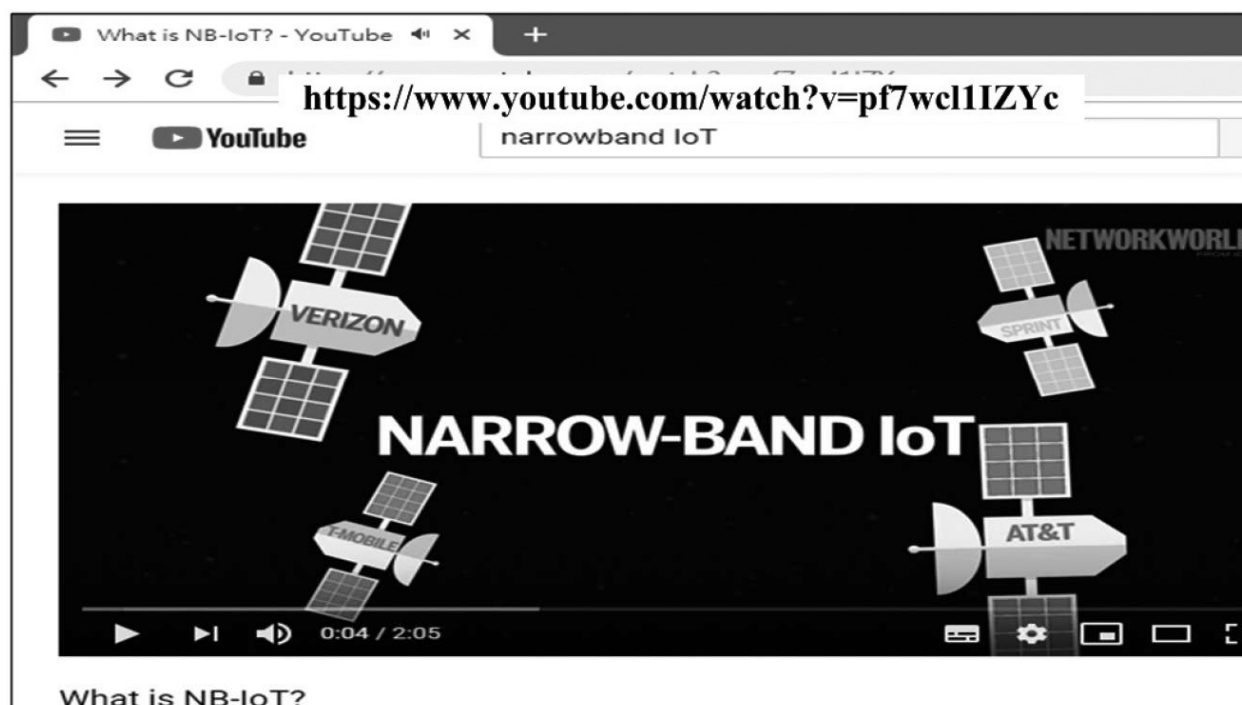 What is NB-IoT? - YouTube
https://www.youtube.com/watch?v=pf7wcl1IZYc
YouTube
narrowband IoT
NETWORKWORL
VERIZON
SPRINT
NARROW-BAND IoT
T-MOBILE
AT&T
0:04 / 2:05
What is NB-IoT?